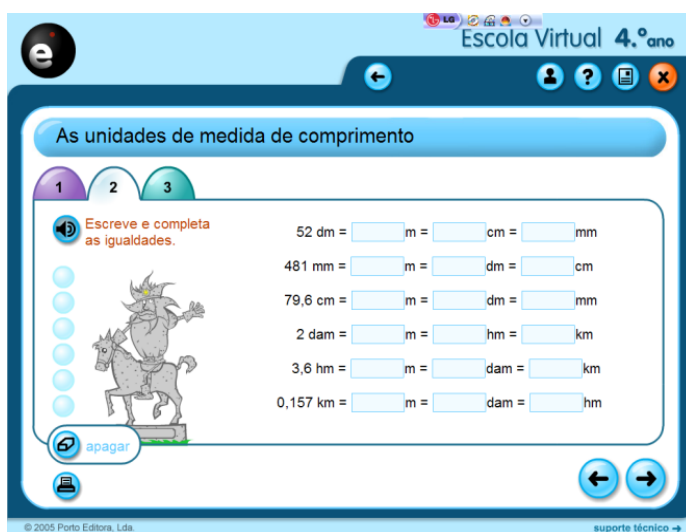 LG
Escola Virtual 4.ºano
e
As unidades de medida de comprimento
1 2 3
Escreve e completa
as igualdades.
52 dm = m = cm = mm
481 mm = m = dm = cm
79,6 cm = m = dm = mm
2 dam = m = hm = km
3,6 hm = m = dam = km
0,157 km = m = dam = hm
apagar
© 2005 Porto Editora, Lda.
suporte técnico